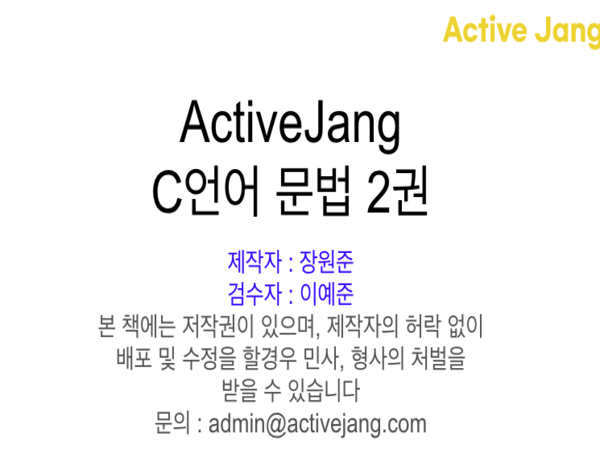 Active Jang
ActiveJang
C언어 문법 2권
제작자 : 장원준
검수자 : 이예준
본 책에는 저작권이 있으며, 제작자의 허락 없이
배포 및 수정을 할경우 민사, 형사의 처벌을
받을 수 있습니다
문의 : admin@activejang.com